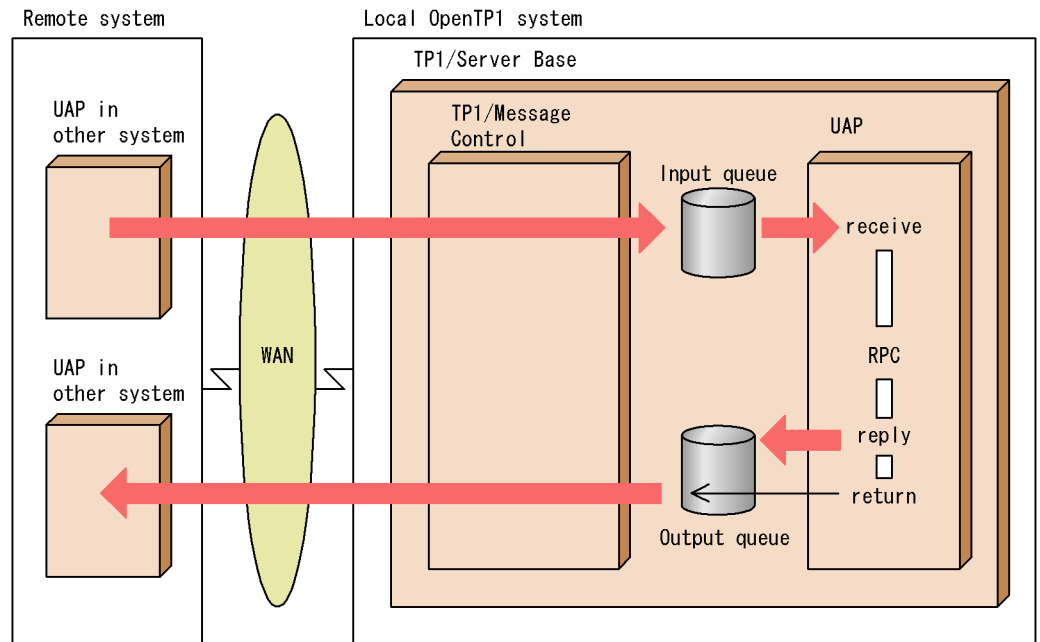 Remote system
Local OpenTP1 system
TP1/Server Base
UAP in
other system
TP1/Message
Control
UAP
Input queue
receive
WAN
RPC
UAP in
other system
reply
return
Output queue